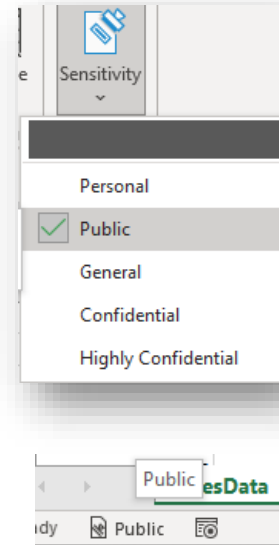 e
Sensitivity
Personal
Public
General
Confidential
Highly Confidential
Public
esData
dy
Public